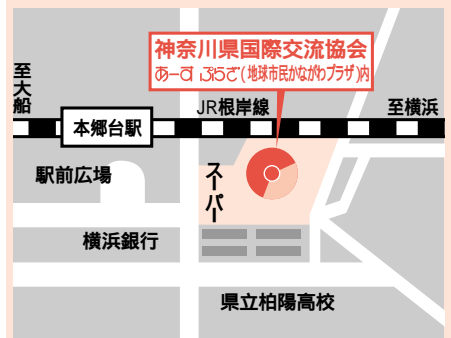 神奈川県国際交流協会
あーすぷらざ(地球市民かながわプラザ)内
至大船
JR根岸線
至横浜
本郷台駅
駅前広場
スーパー
横浜銀行
県立柏陽高校